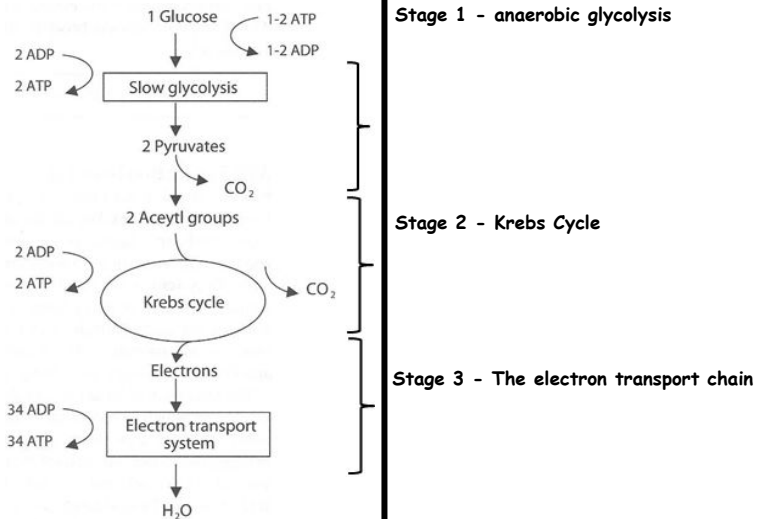 1 Glucose
1-2 ATP
1-2 ADP
Stage 1 - anaerobic glycolysis
2 ADP
2 ATP
Slow glycolysis
2 Pyruvates
CO₂
2 Aceytl groups
Stage 2 - Krebs Cycle
2 ADP
2 ATP
Krebs cycle
CO₂
Electrons
Stage 3 - The electron transport chain
34 ADP
34 ATP
Electron transport
system
H₂O